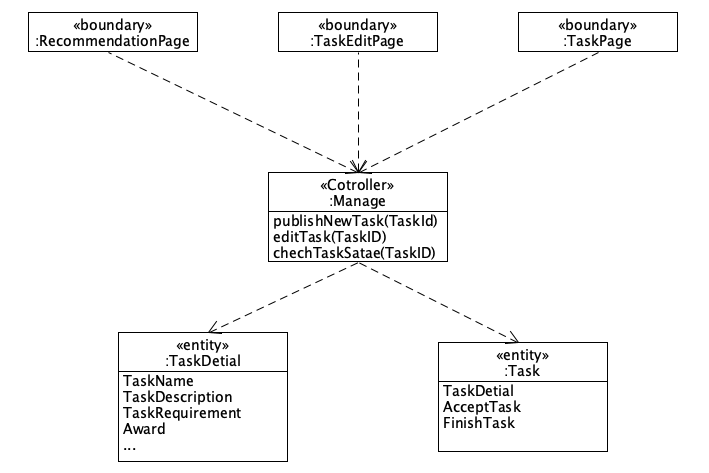 «boundary»
:RecommendationPage
«boundary»
:TaskEditPage
«boundary»
:TaskPage
«Cotroller»
:Manage
publishNewTask(TaskId)
editTask(TaskID)
chechTaskSatae(TaskID)
«entity»
:TaskDetial
TaskName
TaskDescription
TaskRequirement
Award
...
«entity»
:Task
TaskDetial
AcceptTask
FinishTask